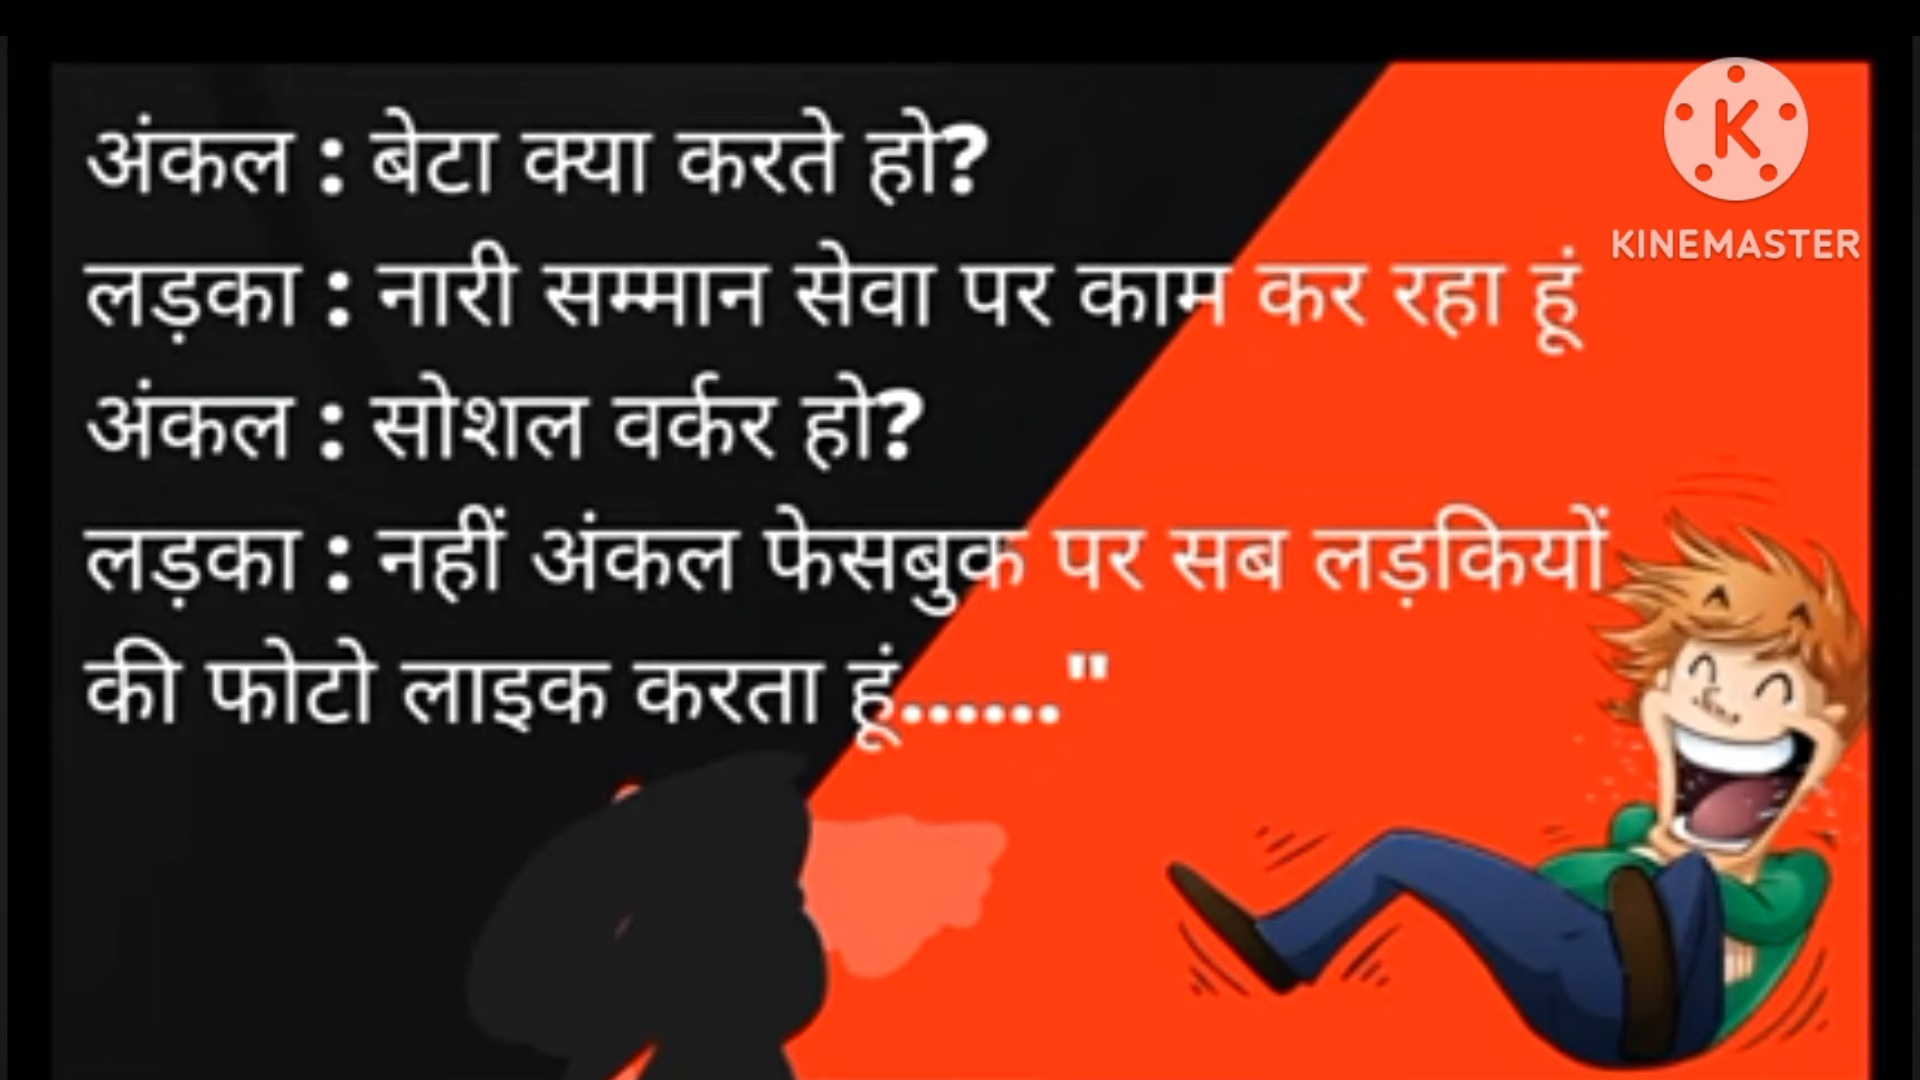 अंकल : बेटा क्या करते हो?
लड़का : नारी सम्मान सेवा पर काम कर रहा हूं
अंकल : सोशल वर्कर हो?
लड़का : नहीं अंकल फेसबुक पर सब लड़कियों
की फोटो लाइक करता हूं......"
K
KINEMASTER